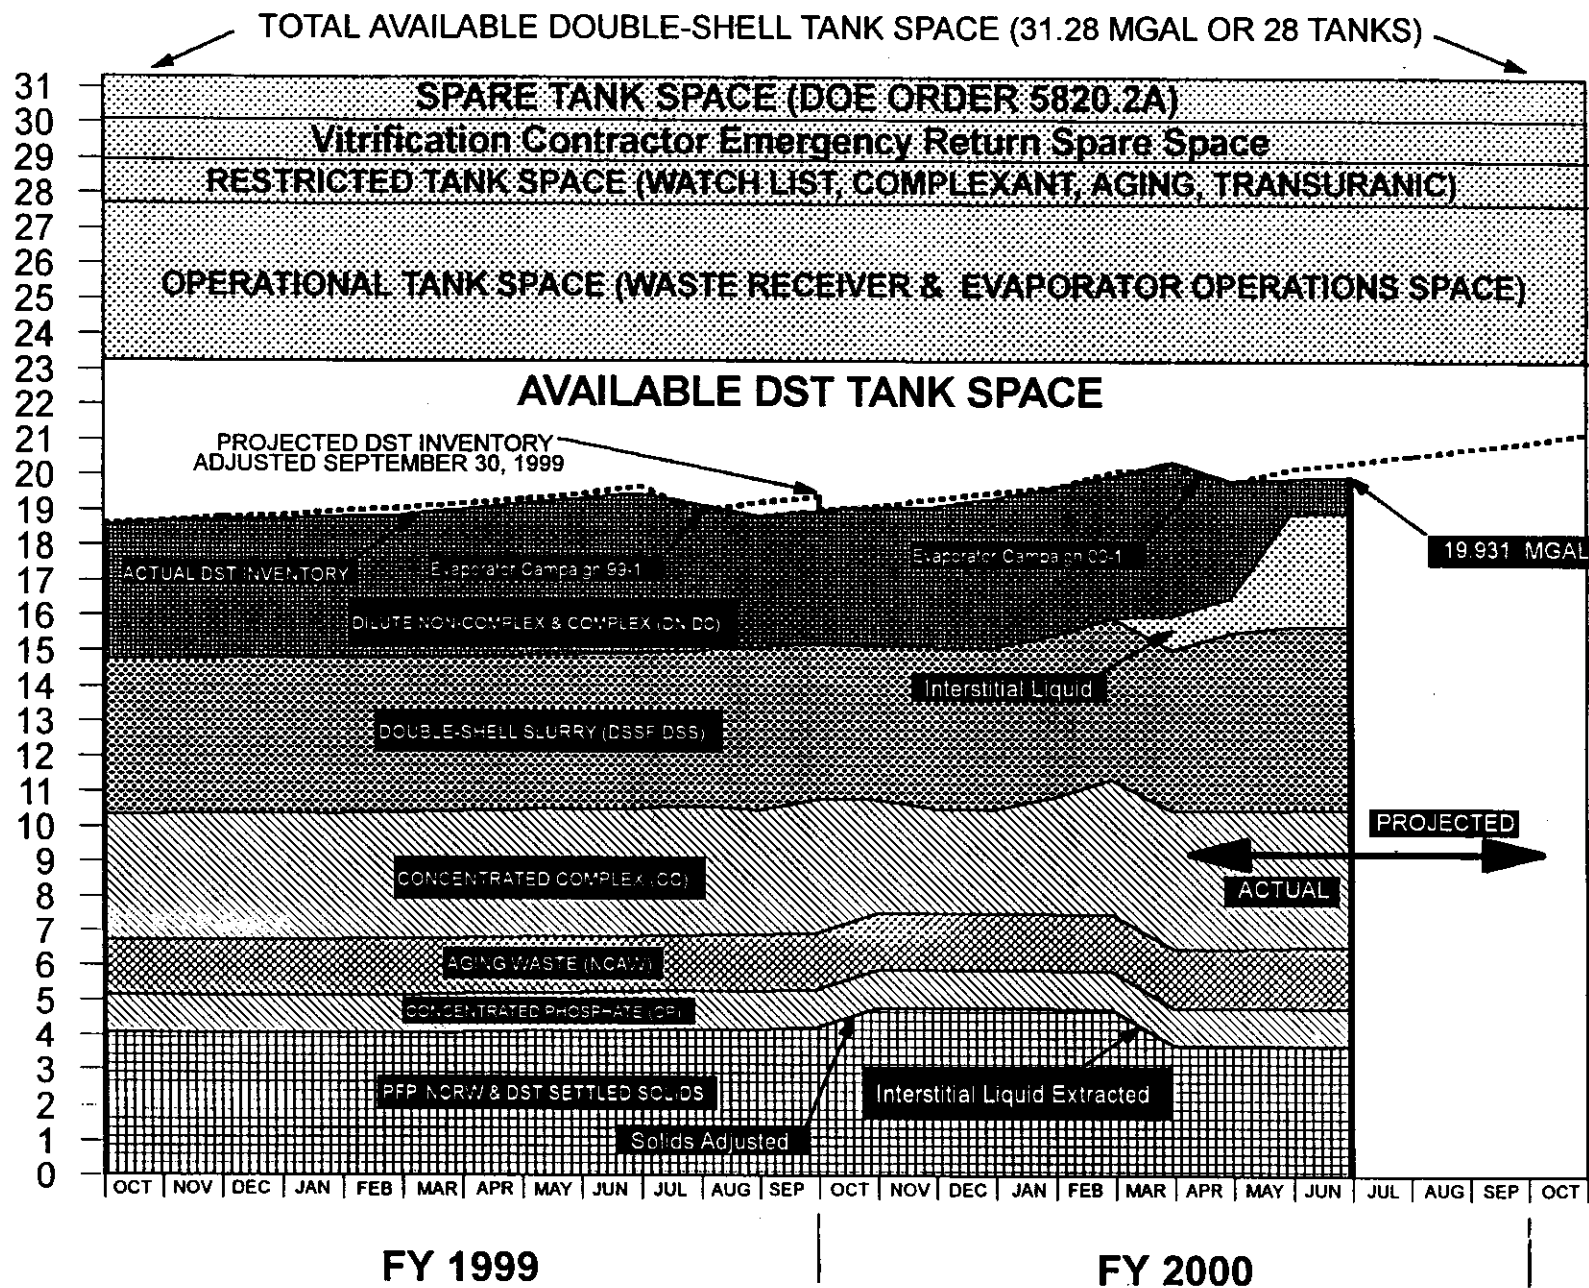 TOTAL AVAILABLE DOUBLE-SHELL TANK SPACE (31.28 MGAL OR 28 TANKS)
31
30
29
28
27
26
25
24
23
22
21
20
19
18
17
16
15
14
13
12
11
10
9
8
7
6
5
4
3
2
1
0
SPARE TANK SPACE (DOE ORDER 5820.2A)
Vitrification Contractor Emergency Return Spare Space
RESTRICTED TANK SPACE (WATCH LIST, COMPLEXANT, AGING, TRANSURANIC)
OPERATIONAL TANK SPACE (WASTE RECEIVER & EVAPORATOR OPERATIONS SPACE)
AVAILABLE DST TANK SPACE
PROJECTED DST INVENTORY
ADJUSTED SEPTEMBER 30, 1999
19.931 MGAL
ACTUAL DST INVENTORY
Evaporator Campaign 99-1
Evaporator Campaign 00-1
DILUTE NON-COMPLEX & COMPLEX (DN DC)
Interstitial Liquid
DOUBLE-SHELL SLURRY (DSSF DSS)
PROJECTED
ACTUAL
CONCENTRATED COMPLEX (CC)
AGING WASTE (NCAW)
CONCENTRATED PHOSPHATE (CP)
PFP NCRW & DST SETTLED SOLIDS
Interstitial Liquid Extracted
Solids Adjusted
OCT NOV DEC JAN FEB MAR APR MAY JUN JUL AUG SEP OCT NOV DEC JAN FEB MAR APR MAY JUN JUL AUG SEP OCT
FY 1999 FY 2000